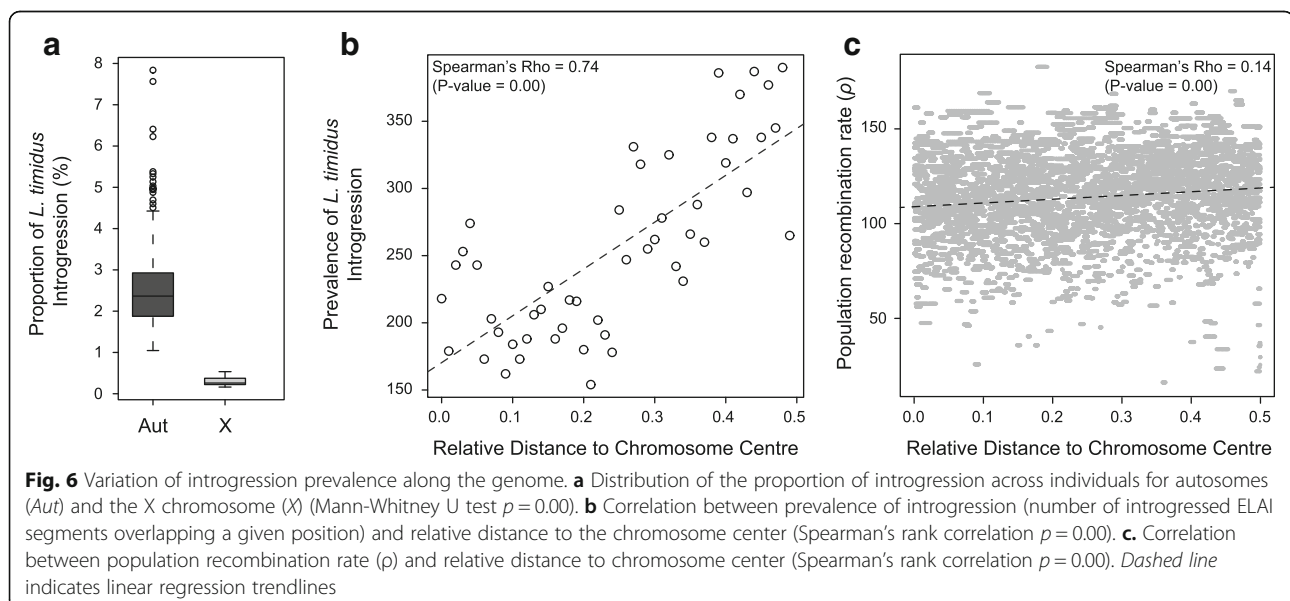 a
Proportion of L. timidus
Introgression (%)
8
7
6
5
4
3
2
1
0
Aut X
b
Spearman's Rho = 0.74
(P-value = 0.00)
Prevalence of L. timidus
Introgression
350
300
250
200
150
0.0 0.1 0.2 0.3 0.4 0.5
Relative Distance to Chromosome Centre
c
Spearman's Rho = 0.14
(P-value = 0.00)
Population recombination rate (ρ)
150
100
50
0.0 0.1 0.2 0.3 0.4 0.5
Relative Distance to Chromosome Centre
Fig. 6 Variation of introgression prevalence along the genome. a Distribution of the proportion of introgression across individuals for autosomes
(Aut) and the X chromosome (X) (Mann-Whitney U test p = 0.00). b Correlation between prevalence of introgression (number of introgressed ELAI
segments overlapping a given position) and relative distance to the chromosome center (Spearman's rank correlation p = 0.00). c. Correlation
between population recombination rate (ρ) and relative distance to chromosome center (Spearman's rank correlation p = 0.00). Dashed line
indicates linear regression trendlines